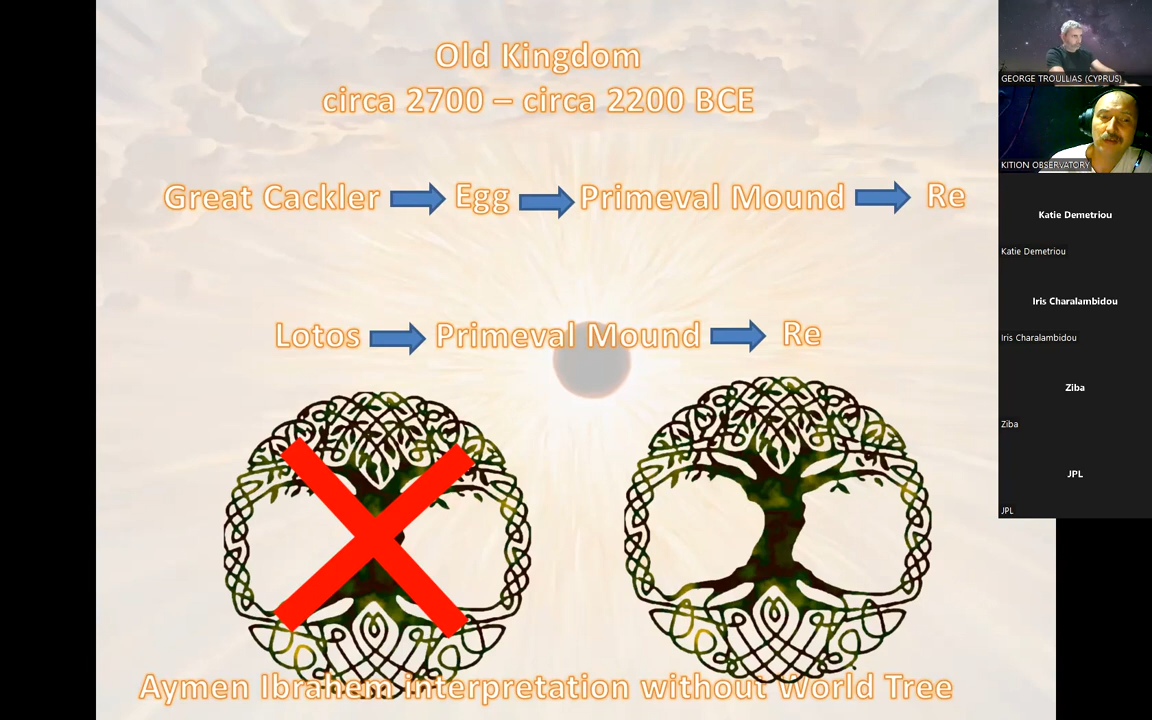 Old Kingdom
circa 2700 – circa 2200 BCE
Great Cackler Egg Primeval Mound Re
Lotos Primeval Mound Re
Aymen Ibrahem interpretation without World Tree
GEORGE TROULLIAS (CYPRUS)
KITION OBSERVATORY
Katie Demetriou
Katie Demetriou
Iris Charalambidou
Iris Charalambidou
Ziba
Ziba
JPL
JPL